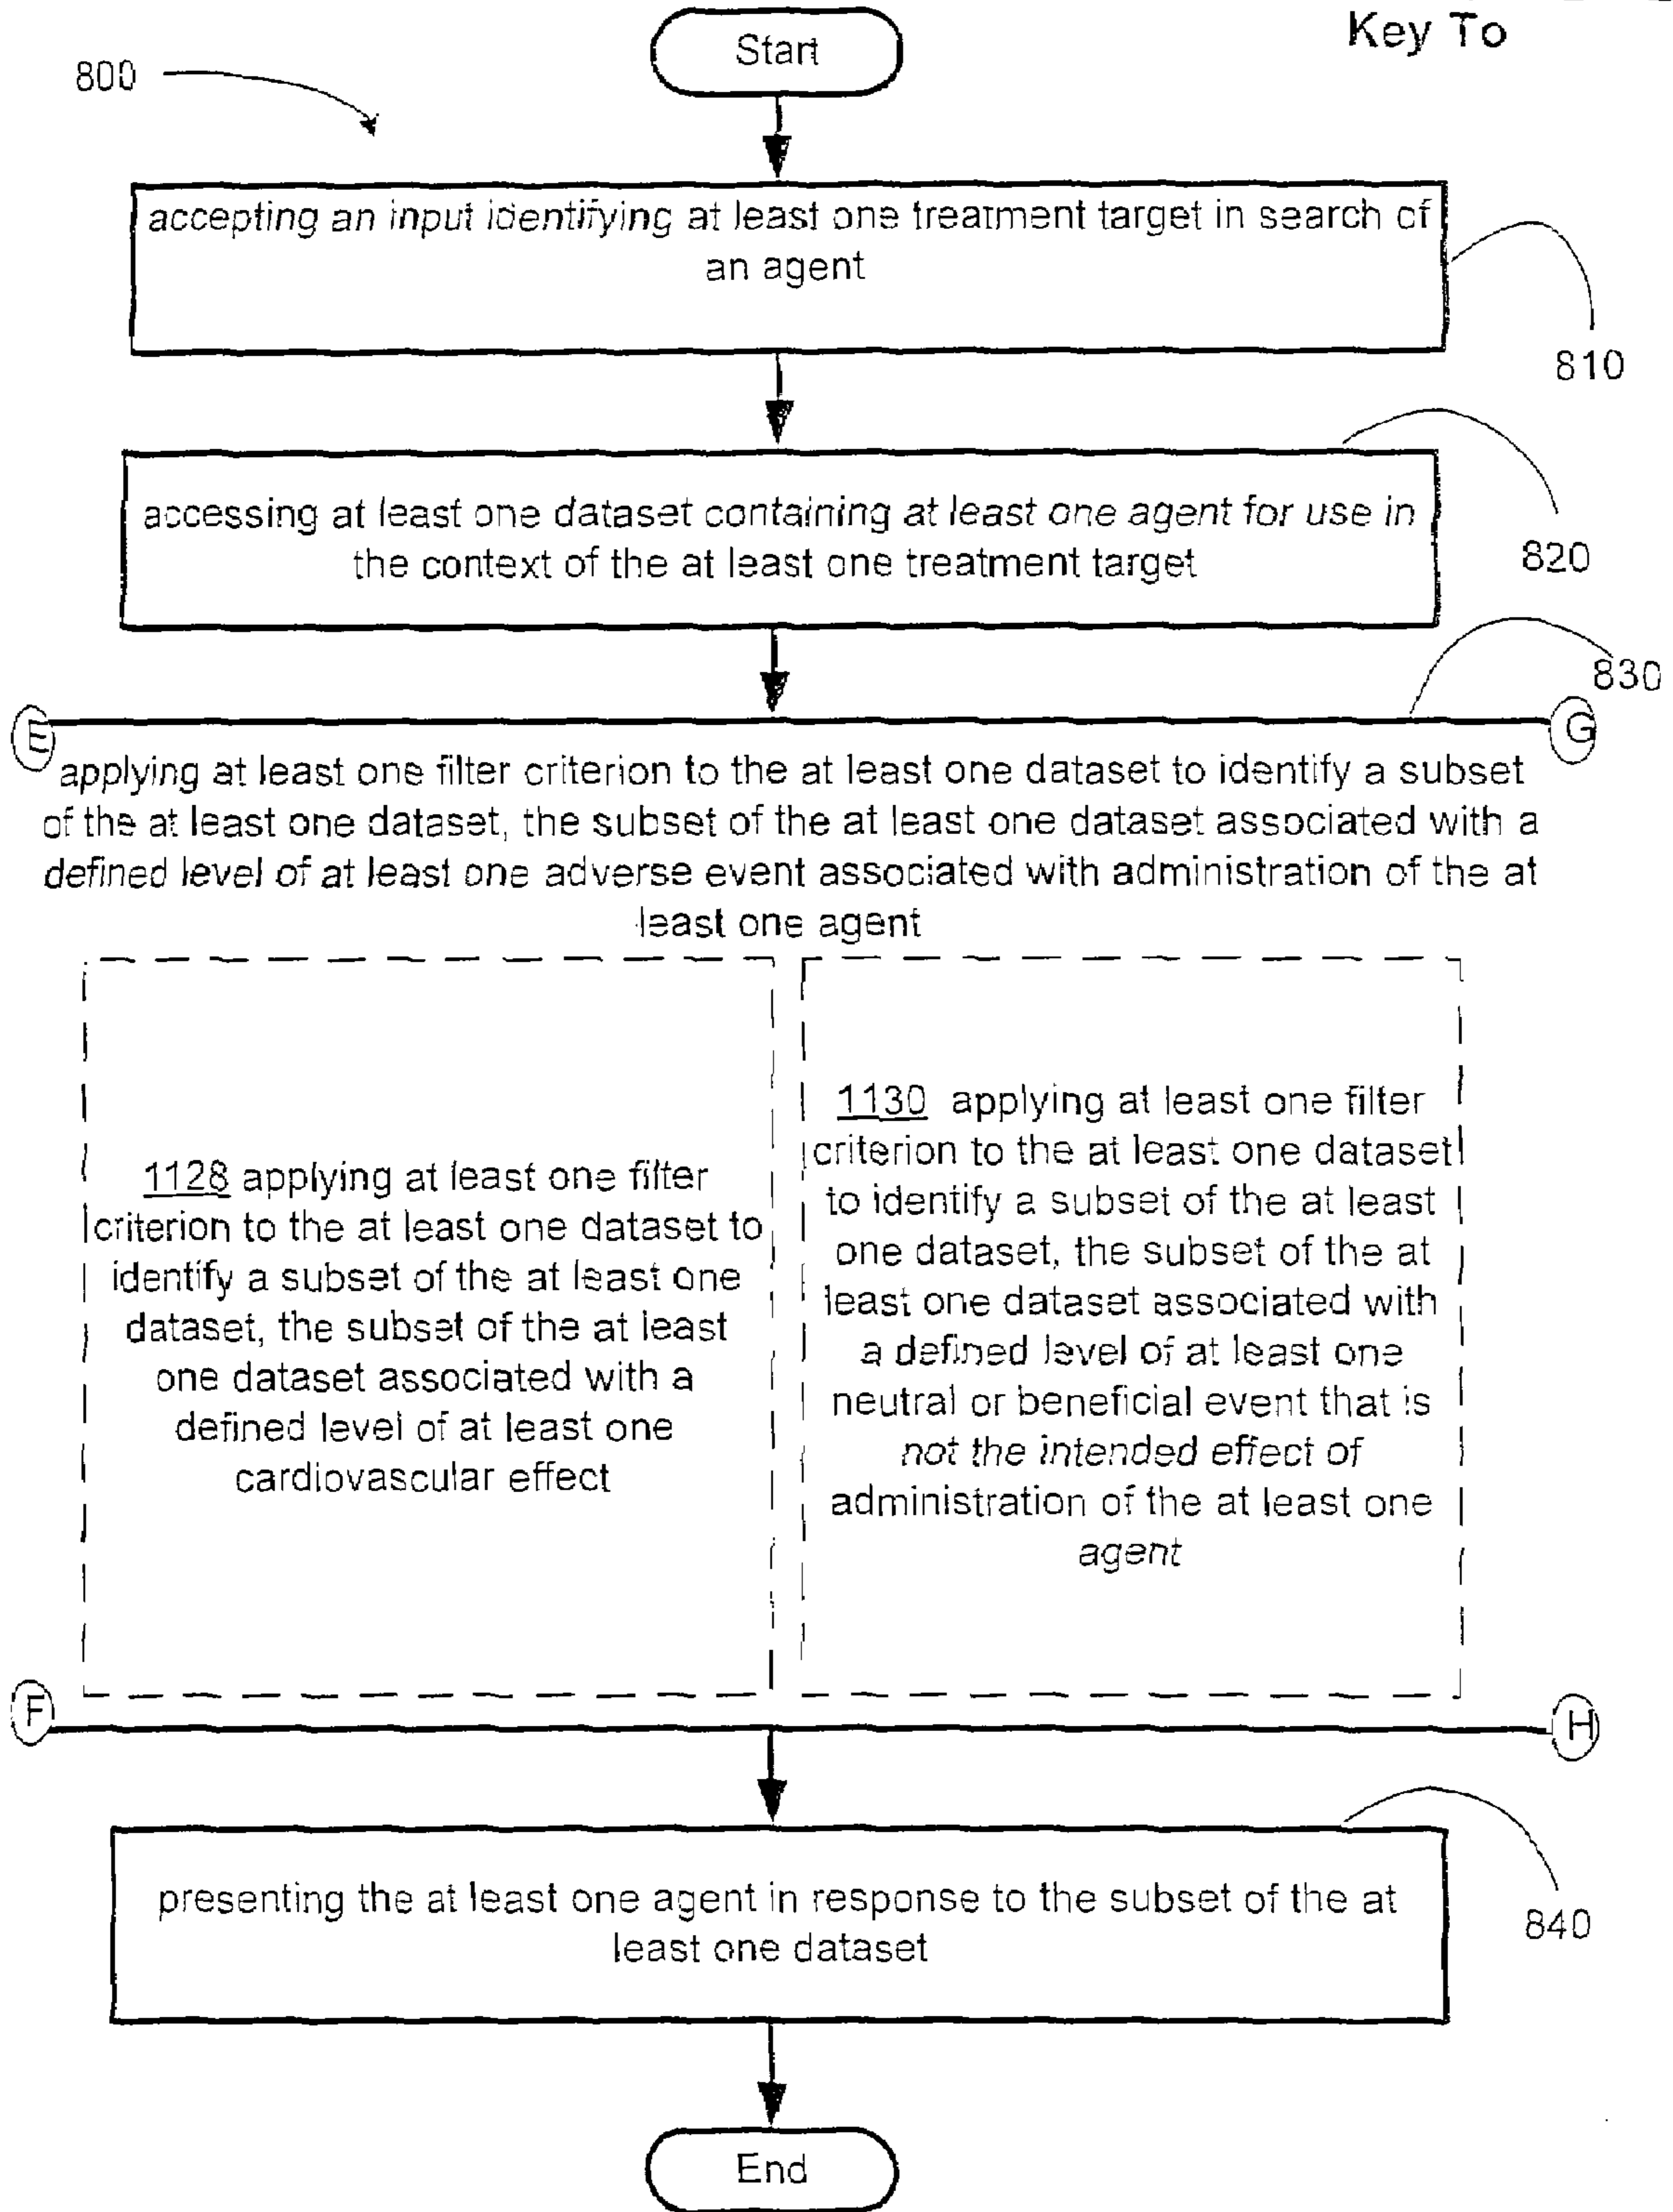 Key To
Start
800
accepting an input identifying at least one treatment target in search of
an agent
810
accessing at least one dataset containing at least one agent for use in
the context of the at least one treatment target
820
830
E
G
applying at least one filter criterion to the at least one dataset to identify a subset
of the at least one dataset, the subset of the at least one dataset associated with a
defined level of at least one adverse event associated with administration of the at
least one agent
1128 applying at least one filter
criterion to the at least one dataset to
identify a subset of the at least one
dataset, the subset of the at least
one dataset associated with a
defined level of at least one
cardiovascular effect
1130 applying at least one filter
criterion to the at least one dataset
to identify a subset of the at least
one dataset, the subset of the at
least one dataset associated with
a defined level of at least one
neutral or beneficial event that is
not the intended effect of
administration of the at least one
agent
F
H
presenting the at least one agent in response to the subset of the at
least one dataset
840
End